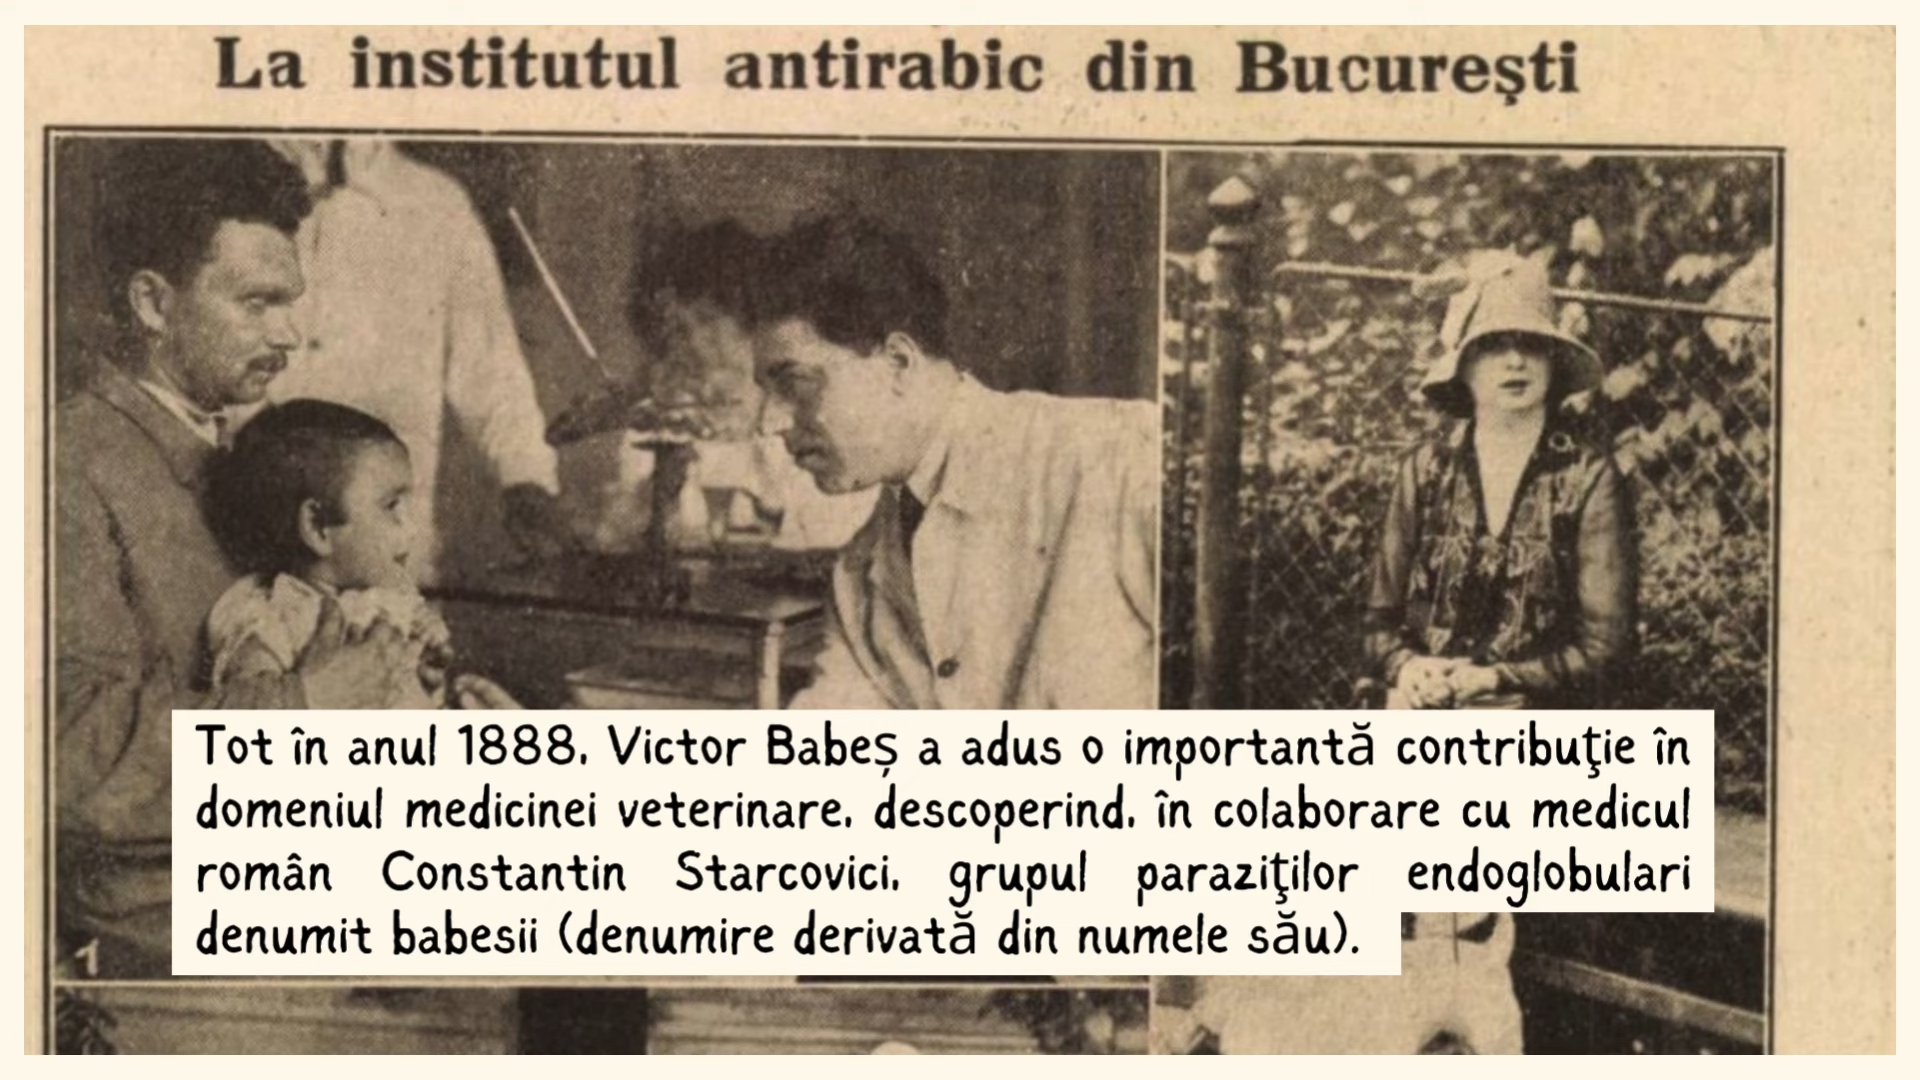 La institutul antirabic din Bucureşti
Tot în anul 1888, Victor Babeș a adus o importantă contribuţie în
domeniul medicinei veterinare, descoperind, în colaborare cu medicul
român Constantin Starcovici, grupul paraziţilor endoglobulari
denumit babesii (denumire derivată din numele său).
1